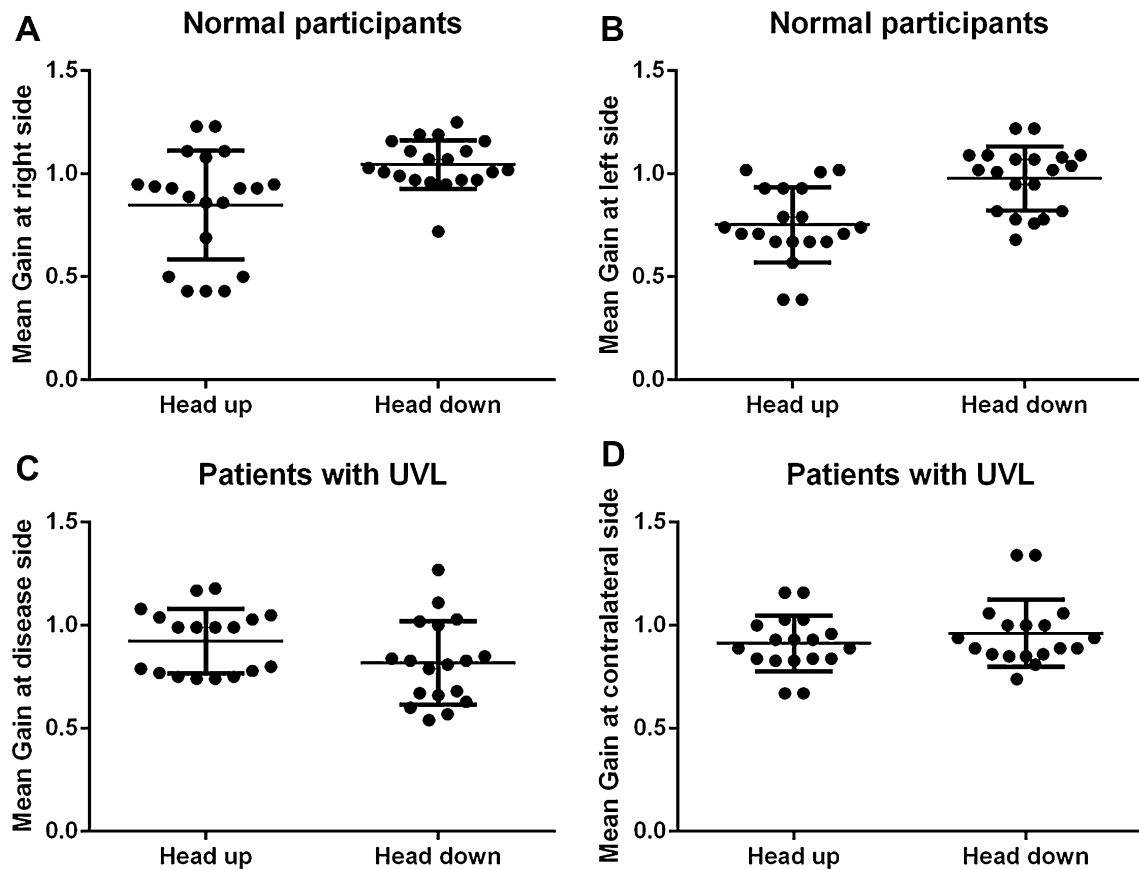 A
Normal participants
Mean Gain at right side
1.5
1.0
0.5
0.0
Head up
Head down
B
Normal participants
Mean Gain at left side
1.5
1.0
0.5
0.0
Head up
Head down
C
Patients with UVL
Mean Gain at disease side
1.5
1.0
0.5
0.0
Head up
Head down
D
Patients with UVL
Mean Gain at contralateral side
1.5
1.0
0.5
0.0
Head up
Head down